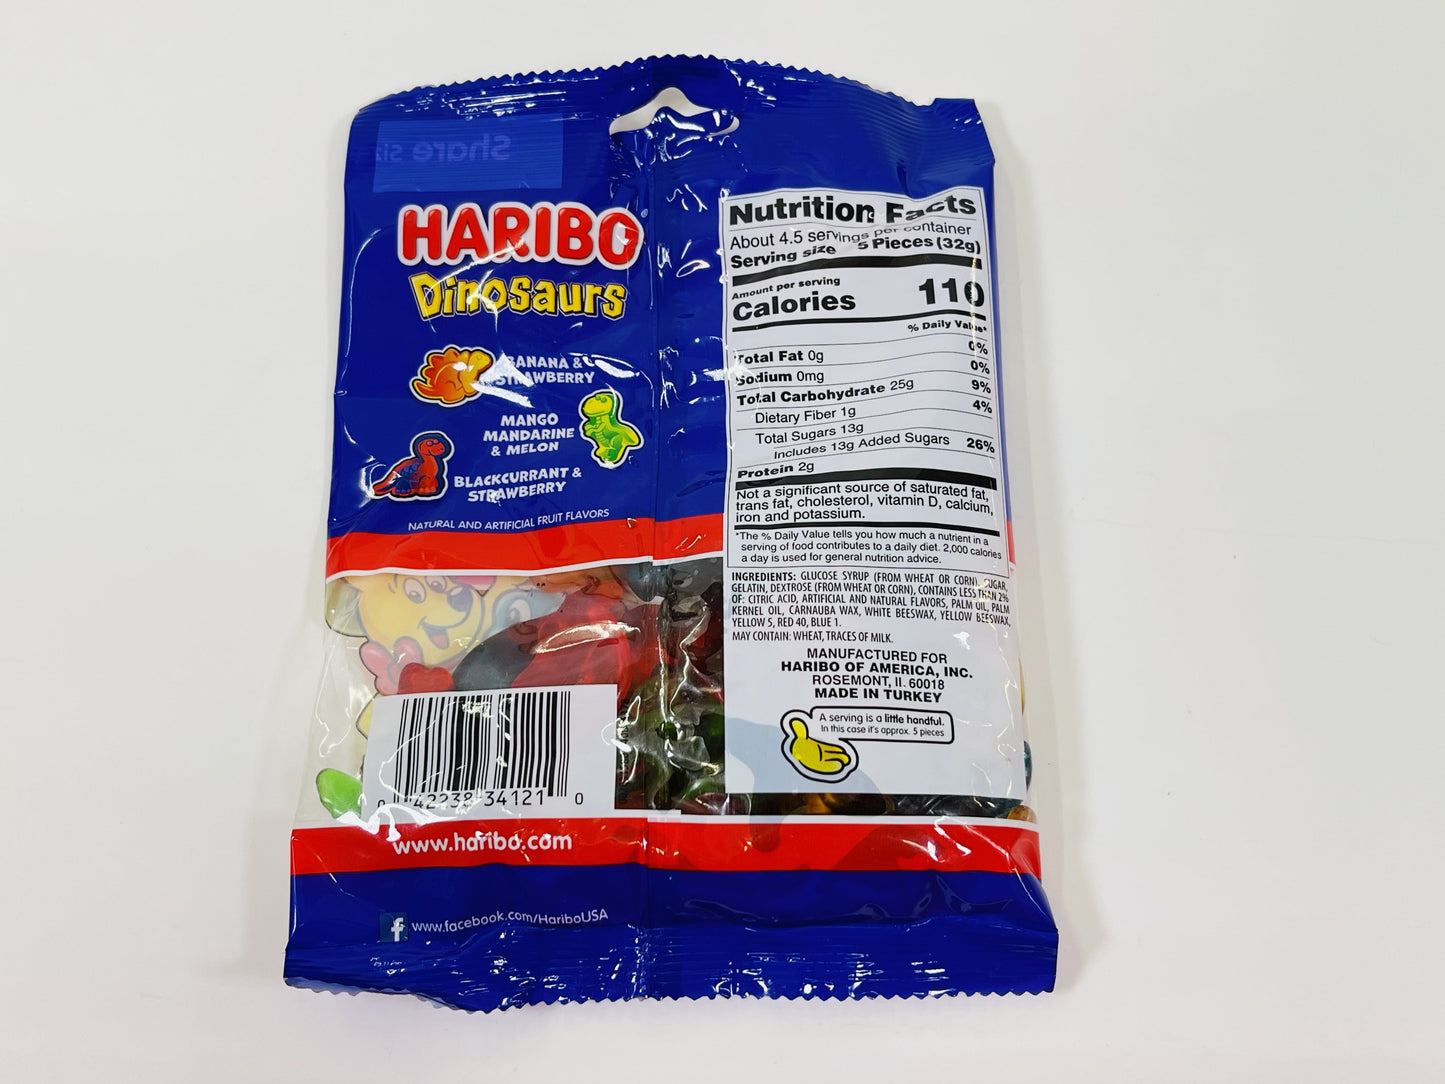 Share
HARIBO
Dinosaurs
BANANA &
STRAWBERRY
MANGO
MANDARINE
& MELON
BLACKCURRANT &
STRAWBERRY
NATURAL AND ARTIFICIAL FRUIT FLAVORS
0 42238 34121 0
www.haribo.com
www.facebook.com/HariboUSA
Nutrition Facts
About 4.5 servings per container
Serving size 5 Pieces (32g)
Amount per serving
Calories 110
% Daily Value*
Total Fat 0g 0%
Sodium 0mg 0%
Total Carbohydrate 25g 9%
Dietary Fiber 1g 4%
Total Sugars 13g
Includes 13g Added Sugars 26%
Protein 2g
Not a significant source of saturated fat,
trans fat, cholesterol, vitamin D, calcium,
iron and potassium.
*The % Daily Value tells you how much a nutrient in a
serving of food contributes to a daily diet. 2,000 calories
a day is used for general nutrition advice.
INGREDIENTS: GLUCOSE SYRUP (FROM WHEAT OR CORN), SUGAR,
GELATIN, DEXTROSE (FROM WHEAT OR CORN), CONTAINS LESS THAN 2%
OF: CITRIC ACID, ARTIFICIAL AND NATURAL FLAVORS, PALM OIL, PALM
KERNEL OIL, CARNAUBA WAX, WHITE BEESWAX, YELLOW BEESWAX,
YELLOW 5, RED 40, BLUE 1.
MAY CONTAIN: WHEAT, TRACES OF MILK.
MANUFACTURED FOR
HARIBO OF AMERICA, INC.
ROSEMONT, IL 60018
MADE IN TURKEY
A serving is a little handful.
In this case it's approx. 5 pieces